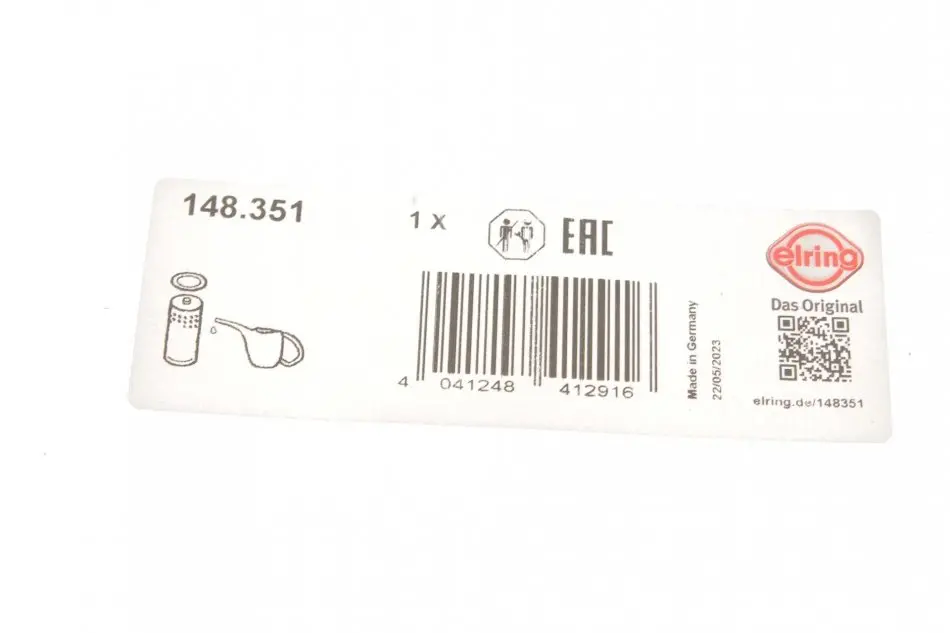 148.351
1 X
EAC
4 041248 412916
Made in Germany
22/05/2023
elring
Das Original
elring.de/148351